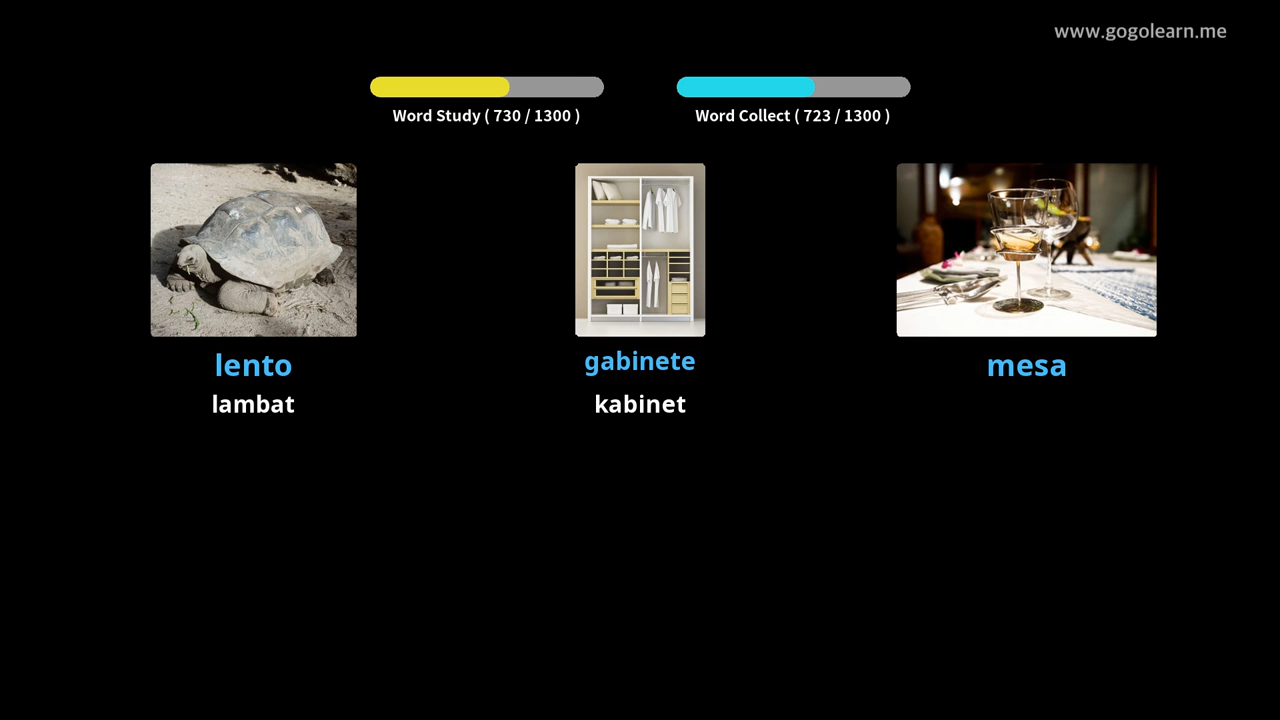 www.gogolearn.me
Word Study ( 730 / 1300 )
Word Collect ( 723 / 1300 )
lento
gabinete
mesa
lambat
kabinet